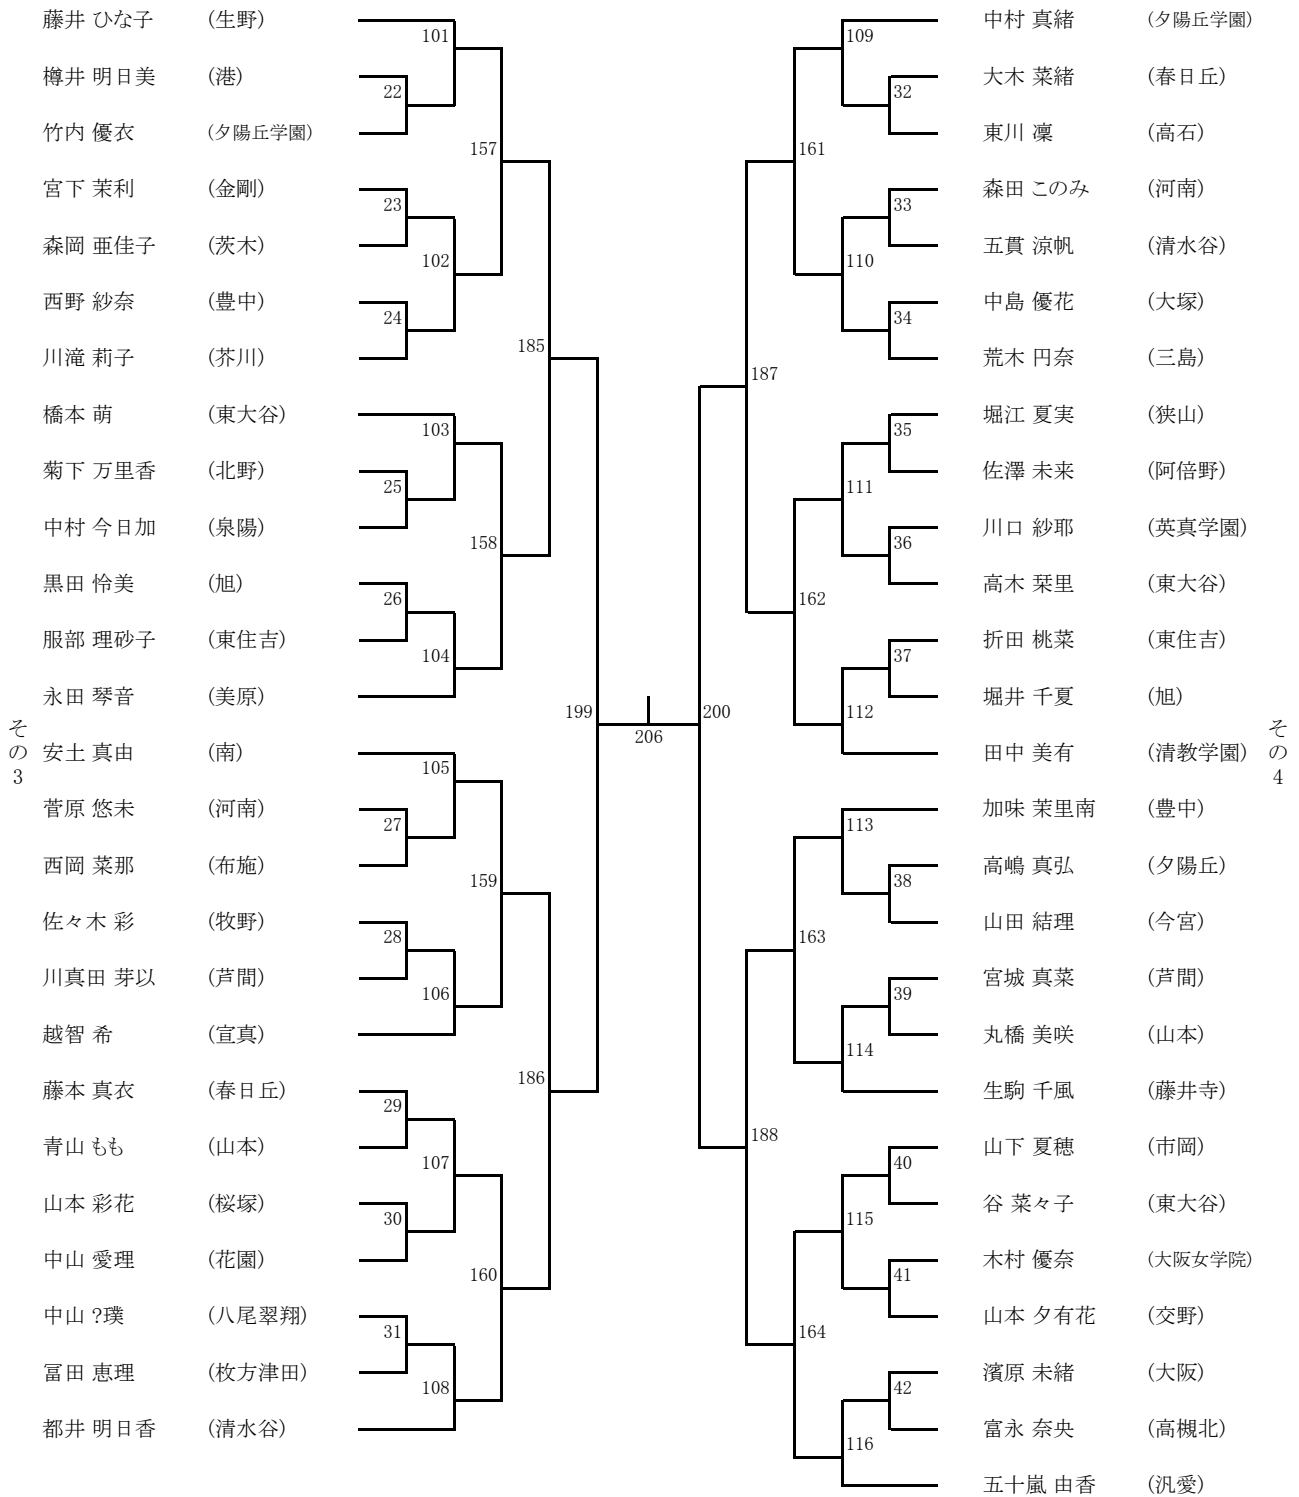 藤井 ひな子 (生野)
樽井 明日美 (港)
竹内 優衣 (夕陽丘学園)
宮下 茉利 (金剛)
森岡 亜佳子 (茨木)
西野 紗奈 (豊中)
川滝 莉子 (芥川)
橋本 萌 (東大谷)
菊下 万里香 (北野)
中村 今日加 (泉陽)
黒田 怜美 (旭)
服部 理砂子 (東住吉)
永田 琴音 (美原)
安土 真由 (南)
菅原 悠未 (河南)
西岡 菜那 (布施)
佐々木 彩 (牧野)
川真田 芽以 (芦間)
越智 希 (宣真)
藤本 真衣 (春日丘)
青山 もも (山本)
山本 彩花 (桜塚)
中山 愛理 (花園)
中山 ?璞 (八尾翠翔)
冨田 恵理 (枚方津田)
都井 明日香 (清水谷)
その3
101
22
157
23
102
24
185
103
25
158
26
104
199
105
27
159
28
106
186
29
107
30
160
31
108
206
200
109
32
161
33
110
34
187
35
111
36
162
37
112
113
38
163
39
114
188
40
115
41
164
42
116
中村 真緒 (夕陽丘学園)
大木 菜緒 (春日丘)
東川 凜 (高石)
森田 このみ (河南)
五貫 涼帆 (清水谷)
中島 優花 (大塚)
荒木 円奈 (三島)
堀江 夏実 (狭山)
佐澤 未来 (阿倍野)
川口 紗耶 (英真学園)
高木 栞里 (東大谷)
折田 桃菜 (東住吉)
堀井 千夏 (旭)
田中 美有 (清教学園)
加味 茉里南 (豊中)
高嶋 真弘 (夕陽丘)
山田 結理 (今宮)
宮城 真菜 (芦間)
丸橋 美咲 (山本)
生駒 千風 (藤井寺)
山下 夏穂 (市岡)
谷 菜々子 (東大谷)
木村 優奈 (大阪女学院)
山本 夕有花 (交野)
濱原 未緒 (大阪)
富永 奈央 (高槻北)
五十嵐 由香 (汎愛)
その4